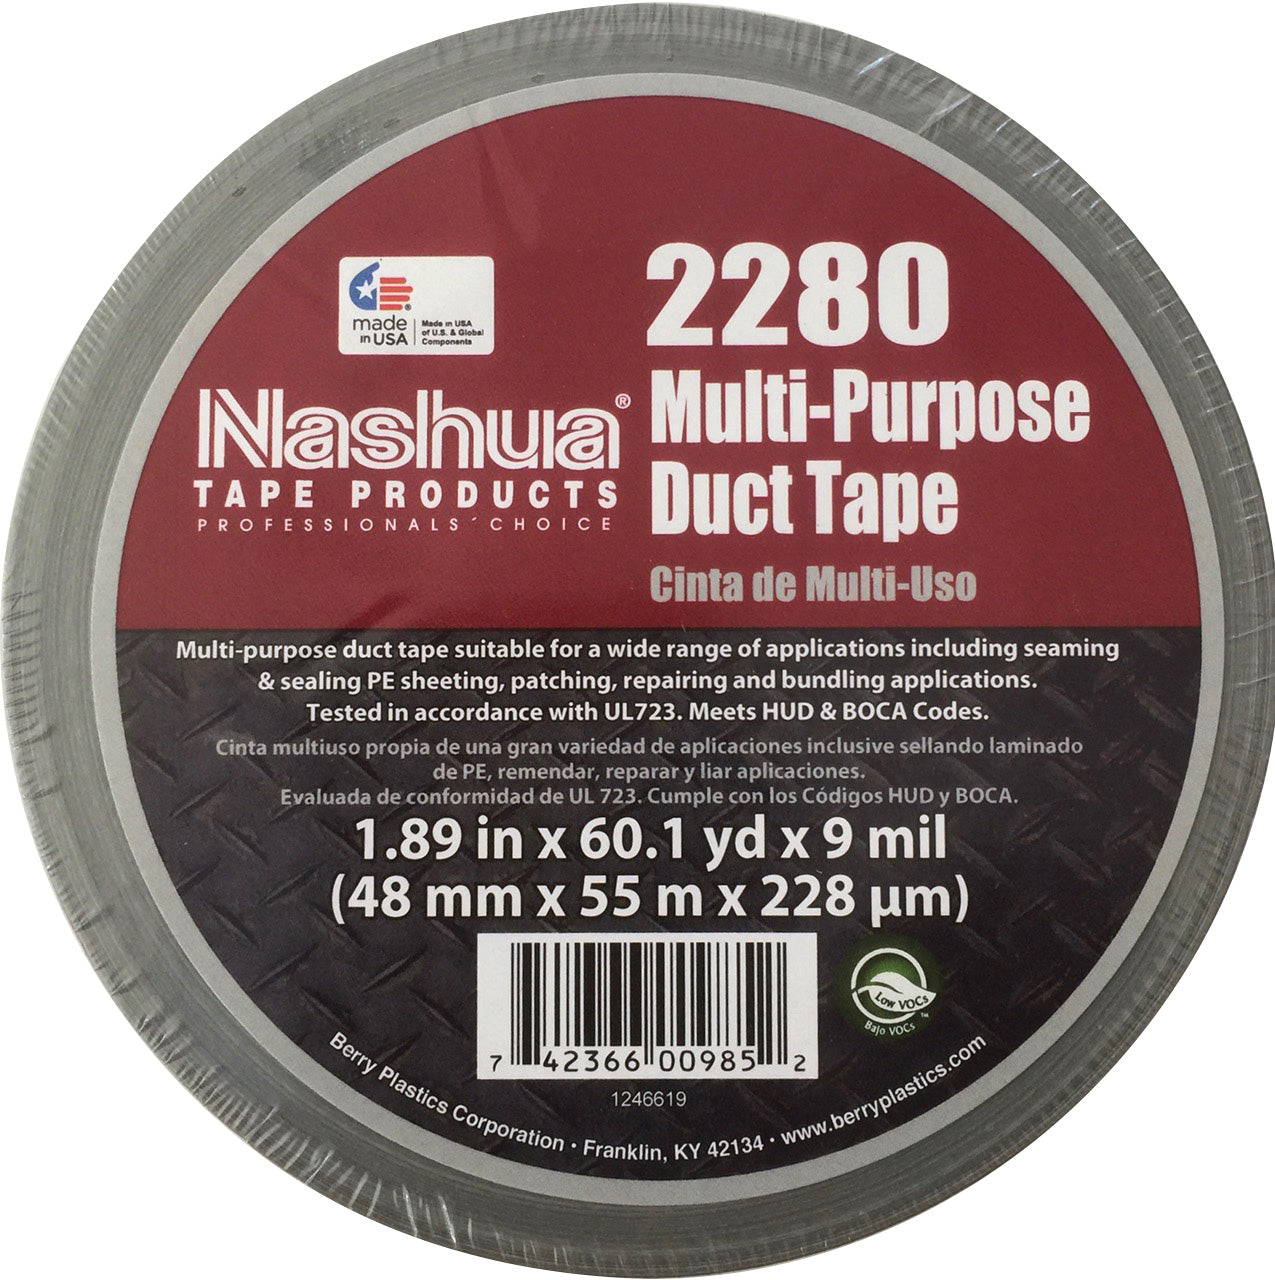 2280
Multi-Purpose
Duct Tape
Cinta de Multi-Uso
made
in USA
Made in USA
of U.S. & Global
Components
Nashua®
TAPE PRODUCTS
PROFESSIONALS´CHOICE
Multi-purpose duct tape suitable for a wide range of applications including seaming
& sealing PE sheeting, patching, repairing and bundling applications.
Tested in accordance with UL723. Meets HUD & BOCA Codes.
Cinta multiuso propia de una gran variedad de aplicaciones inclusive sellando laminado
de PE, remendar, reparar y liar aplicaciones.
Evaluada de conformidad de UL 723. Cumple con los Códigos HUD y BOCA.
1.89 in x 60.1 yd x 9 mil
(48 mm x 55 m x 228 µm)
Low VOCs
Bajo VOCs ™
7 42366 00985 2
1246619
Berry Plastics Corporation • Franklin, KY 42134 • www.berryplastics.com